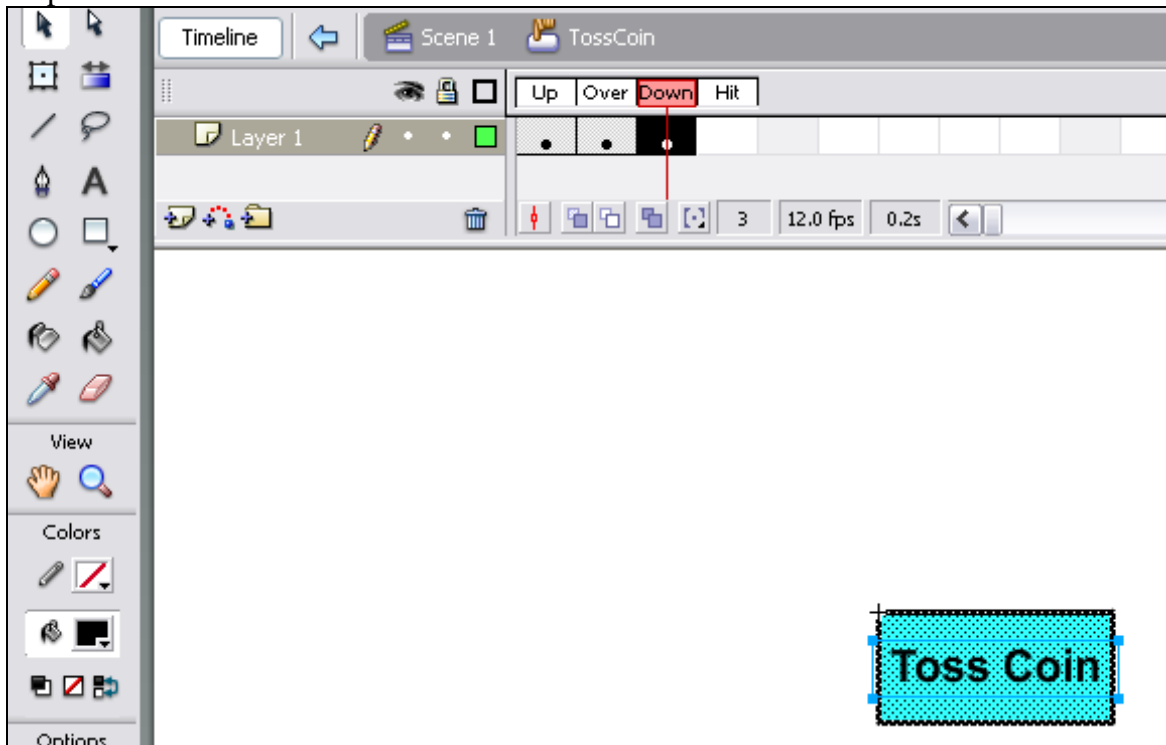 Timeline Scene 1 TossCoin
Up Over Down Hit
Layer 1
3 12.0 fps 0.2s
View
Colors
Options
Toss Coin